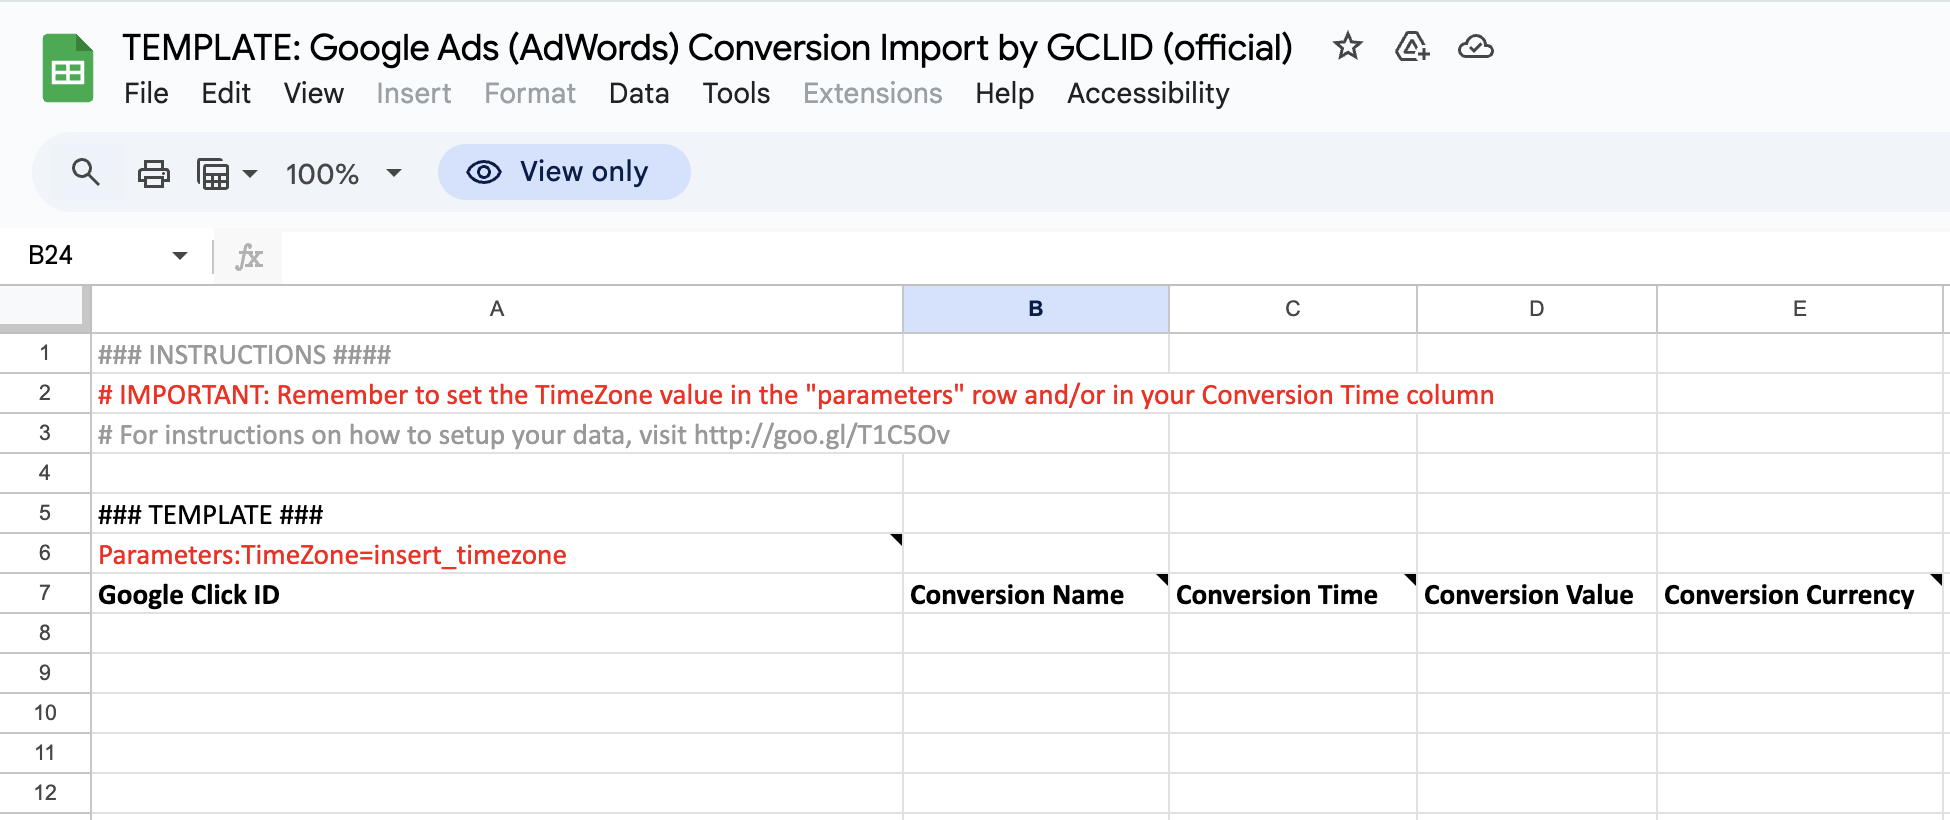 TEMPLATE: Google Ads (AdWords) Conversion Import by GCLID (official)
File Edit View Insert Format Data Tools Extensions Help Accessibility
100% View only
B24 fx
A B C D E
1 ### INSTRUCTIONS ####
2 # IMPORTANT: Remember to set the TimeZone value in the "parameters" row and/or in your Conversion Time column
3 # For instructions on how to setup your data, visit http://goo.gl/T1C5Ov
4
5 ### TEMPLATE ###
6 Parameters:TimeZone=insert_timezone
7 Google Click ID Conversion Name Conversion Time Conversion Value Conversion Currency
8
9
10
11
12